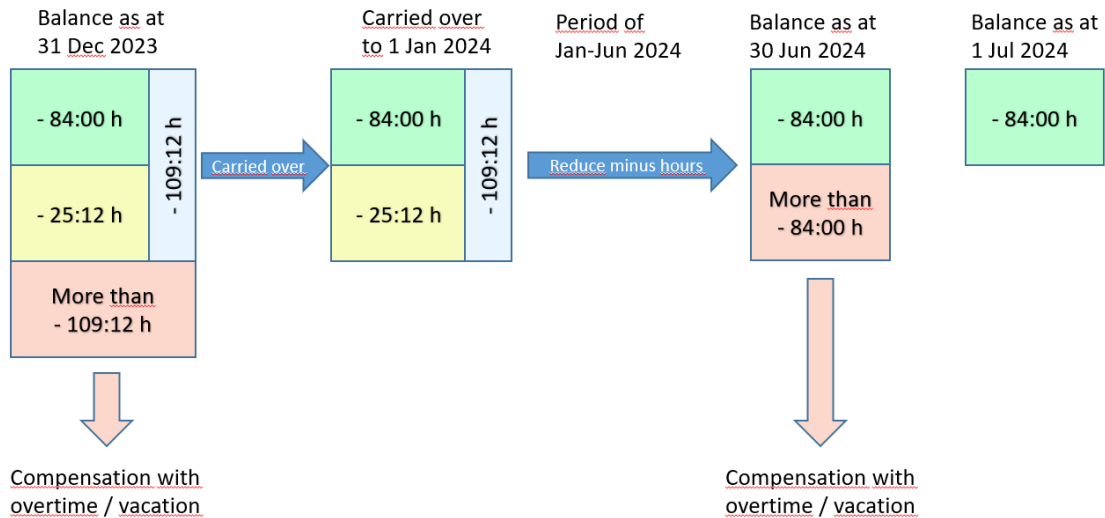 Balance as at
31 Dec 2023
Carried over
to 1 Jan 2024
Period of
Jan-Jun 2024
Balance as at
30 Jun 2024
Balance as at
1 Jul 2024
- 84:00 h
- 25:12 h
- 109:12 h
More than
- 109:12 h
Carried over
- 84:00 h
- 25:12 h
- 109:12 h
Reduce minus hours
- 84:00 h
More than
- 84:00 h
- 84:00 h
Compensation with
overtime / vacation
Compensation with
overtime / vacation